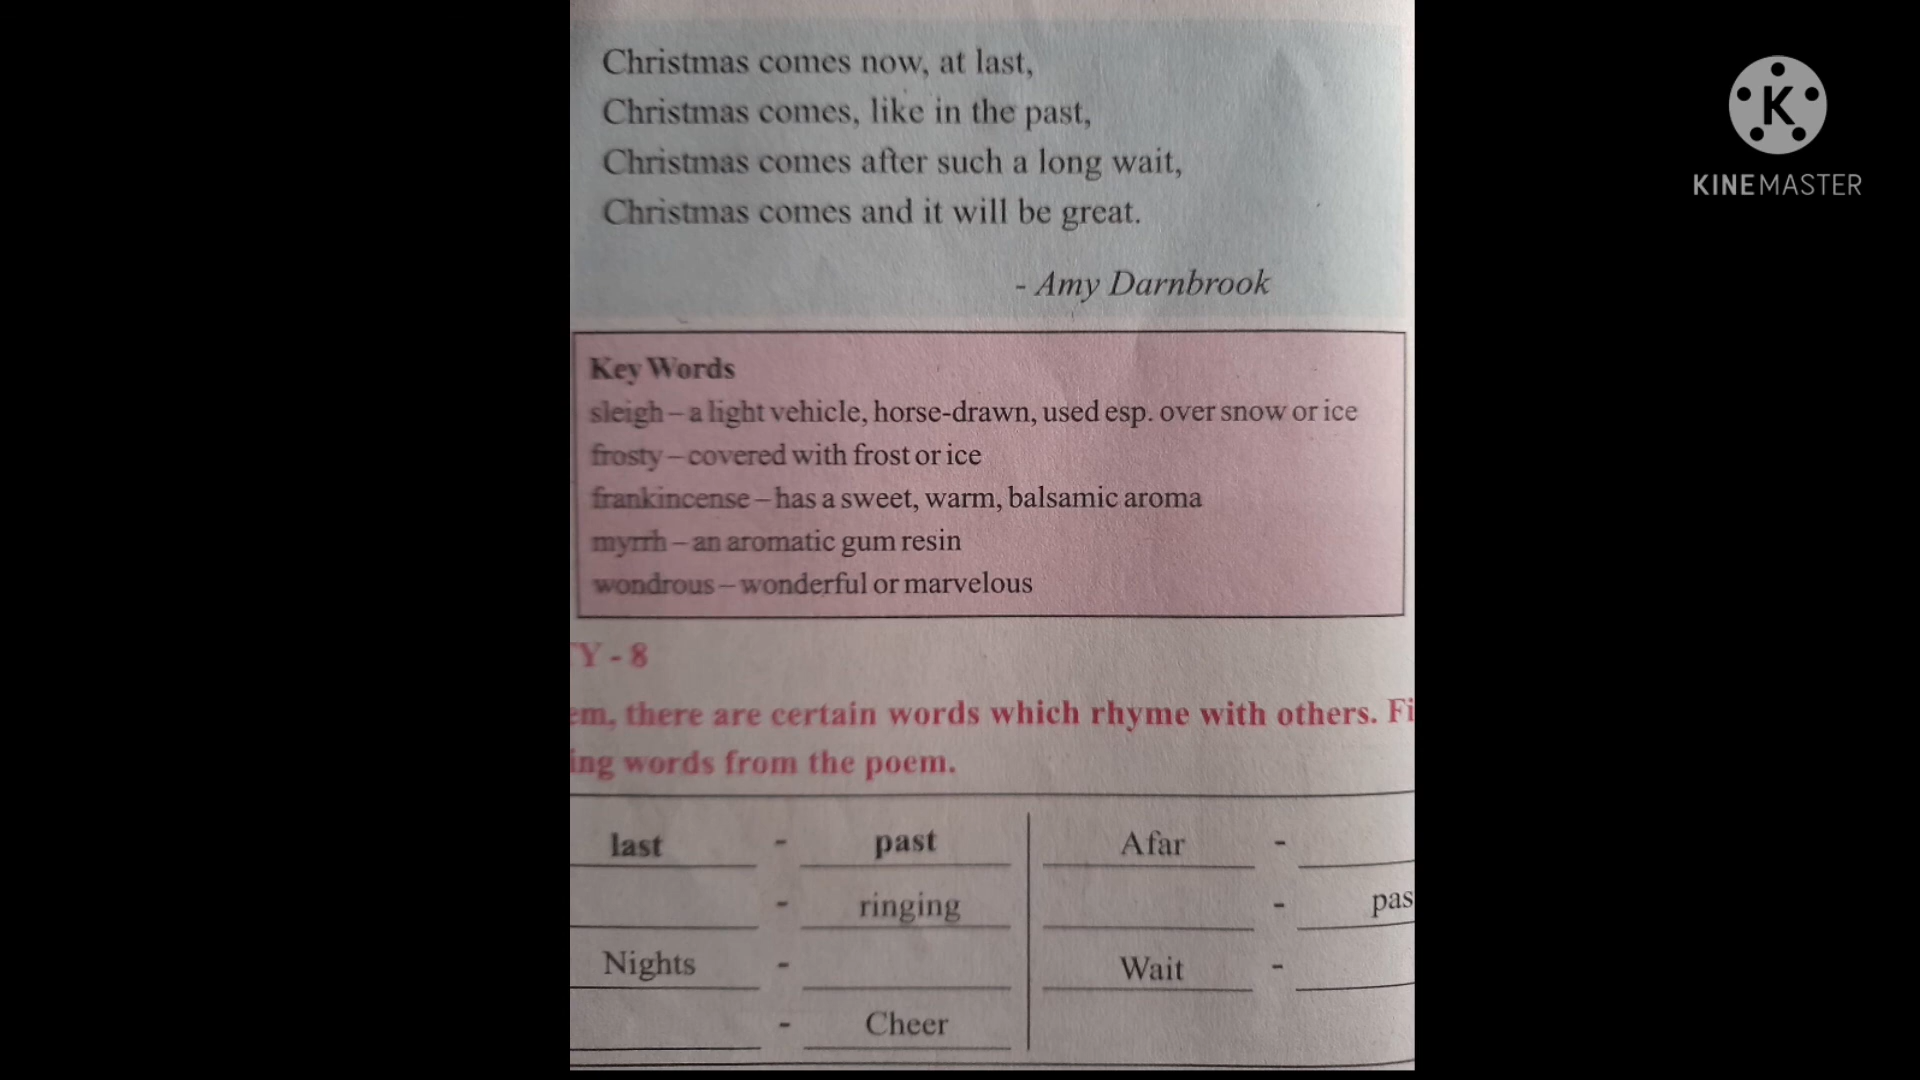 Christmas comes now, at last,
Christmas comes, like in the past,
Christmas comes after such a long wait,
Christmas comes and it will be great.
- Amy Darnbrook
Key Words
sleigh – a light vehicle, horse-drawn, used esp. over snow or ice
frosty – covered with frost or ice
frankincense – has a sweet, warm, balsamic aroma
myrrh – an aromatic gum resin
wondrous – wonderful or marvelous
TY - 8
em, there are certain words which rhyme with others. Fi
ing words from the poem.
last - past Afar -
- ringing - pas
Nights - Wait -
- Cheer
K
KINEMASTER